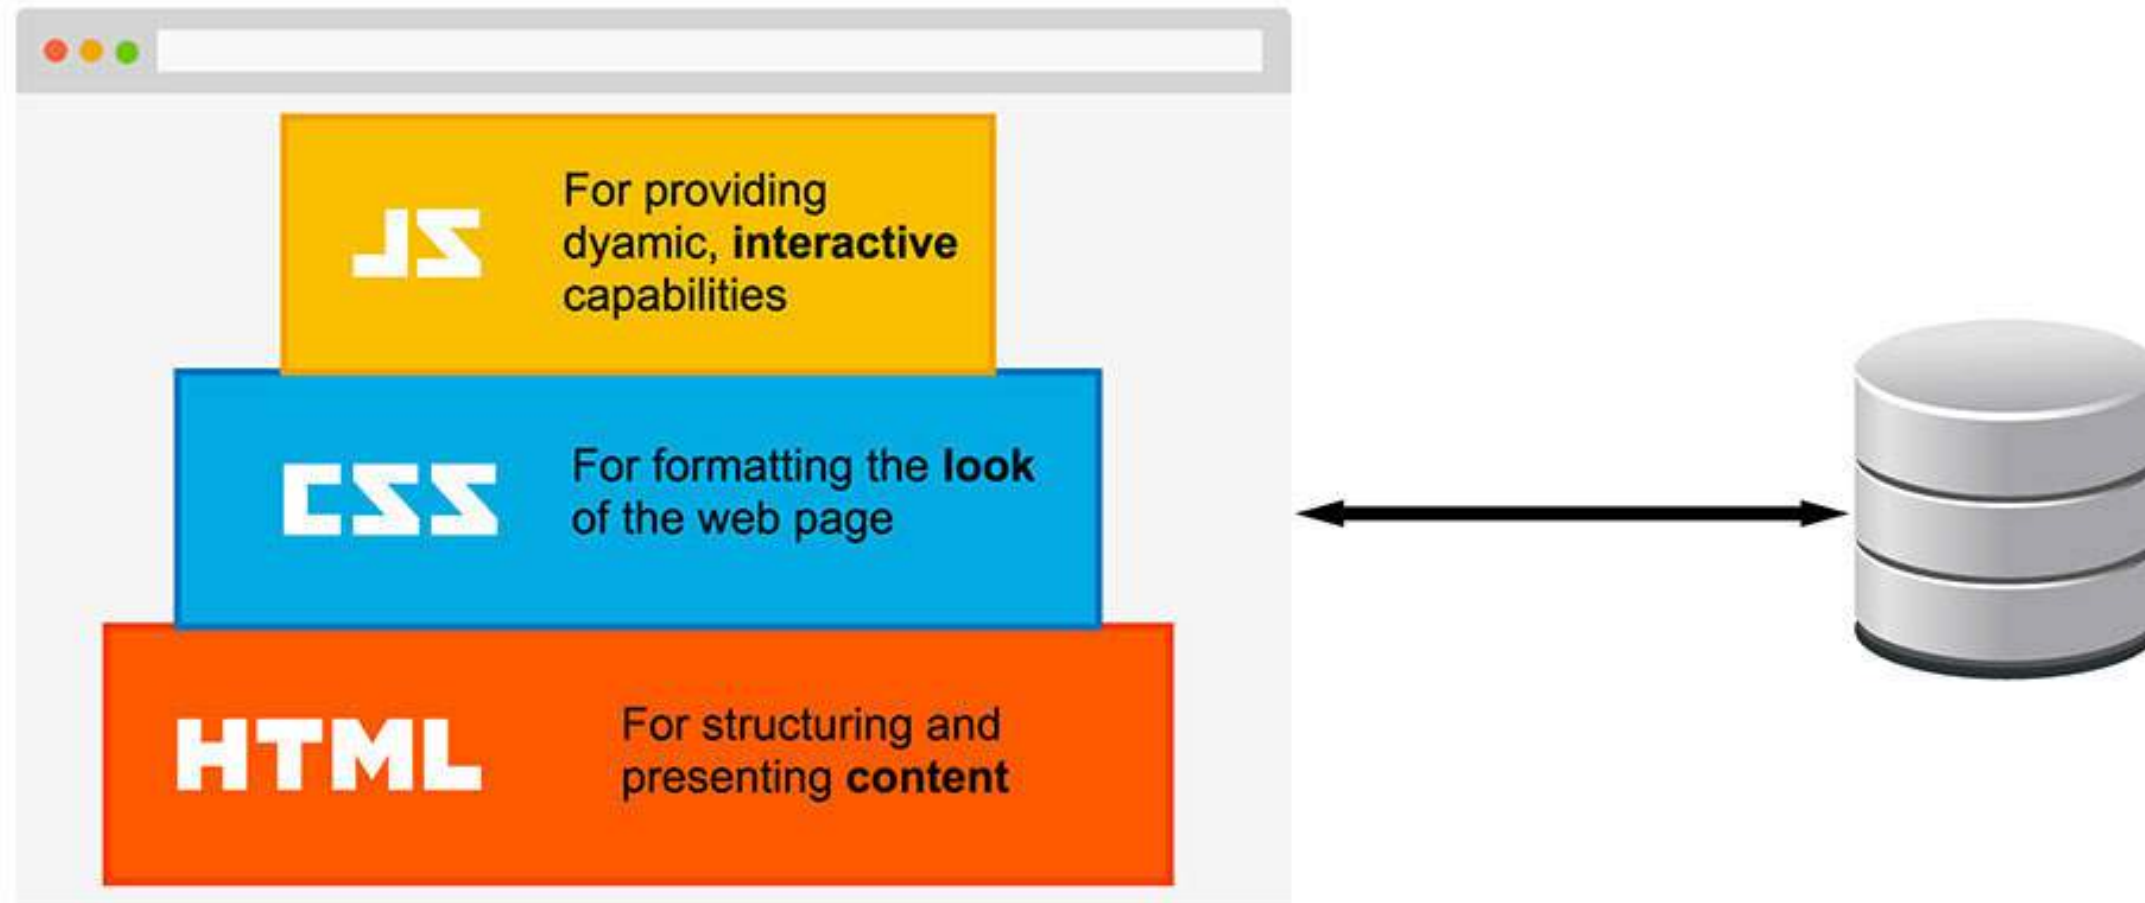 JS
For providing
dyamic, interactive
capabilities
CSS
For formatting the look
of the web page
HTML
For structuring and
presenting content